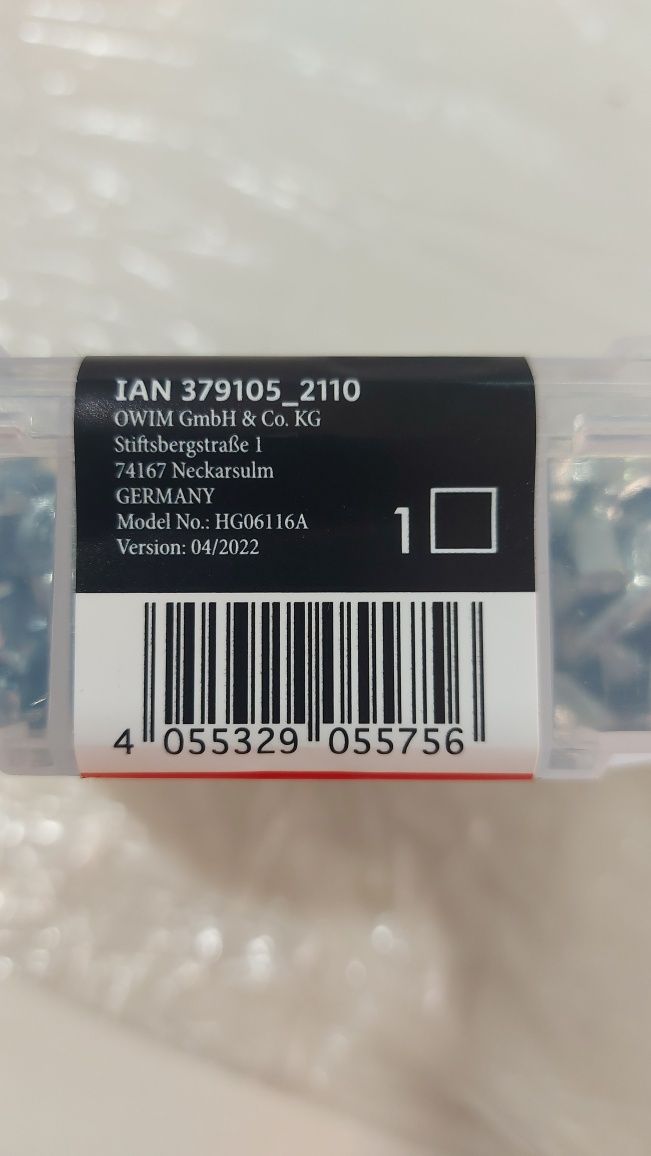 IAN 379105_2110
OWIM GmbH & Co. KG
Stiftsbergstraße 1
74167 Neckarsulm
GERMANY
Model No.: HG06116A
Version: 04/2022
1
4 055329 055756